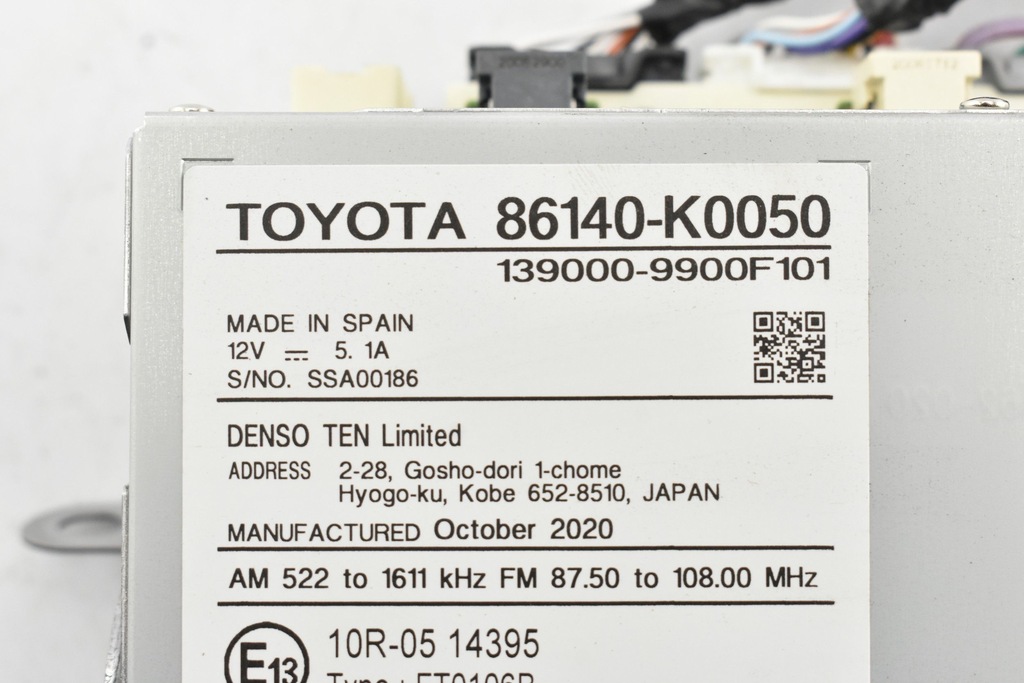 TOYOTA 86140-K0050
139000-9900F101
MADE IN SPAIN
12V ⎓ 5. 1A
S/NO. SSA00186
DENSO TEN Limited
ADDRESS 2-28, Gosho-dori 1-chome
Hyogo-ku, Kobe 652-8510, JAPAN
MANUFACTURED October 2020
AM 522 to 1611 kHz FM 87.50 to 108.00 MHz
E13 10R-05 14395